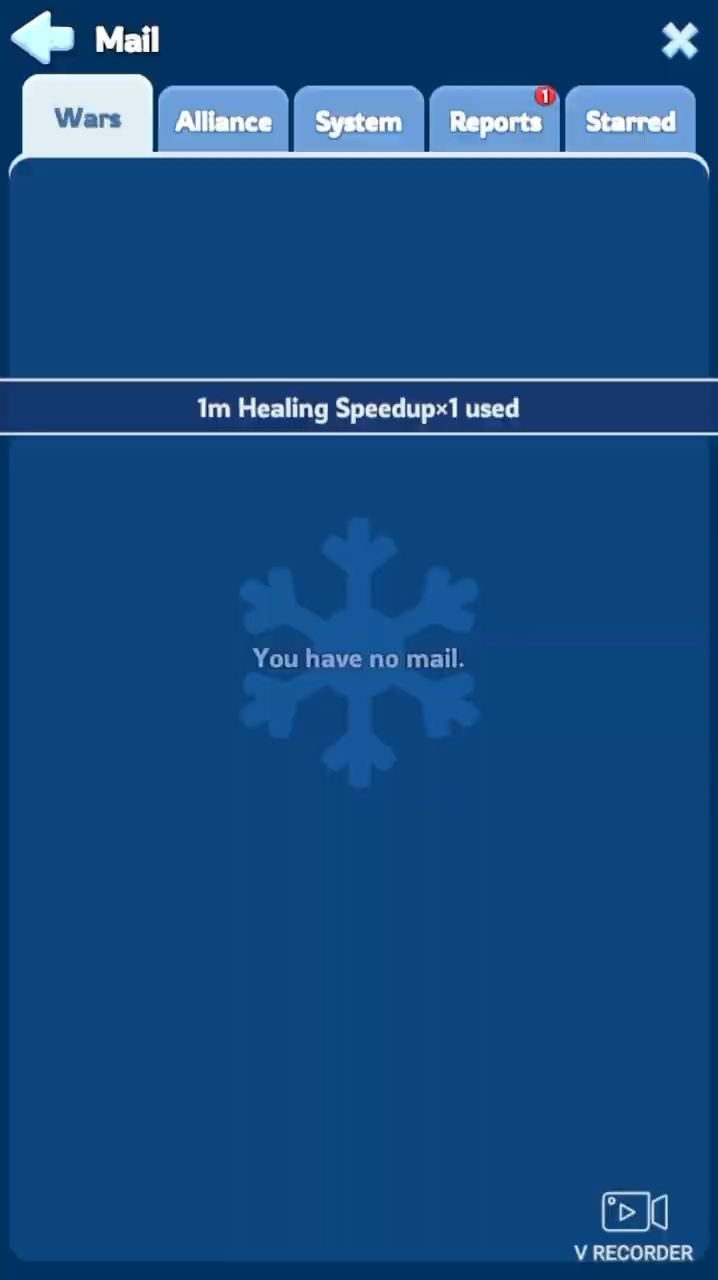 Mail
Wars
Alliance
System
Reports
1
Starred
1m Healing Speedup×1 used
You have no mail.
V RECORDER